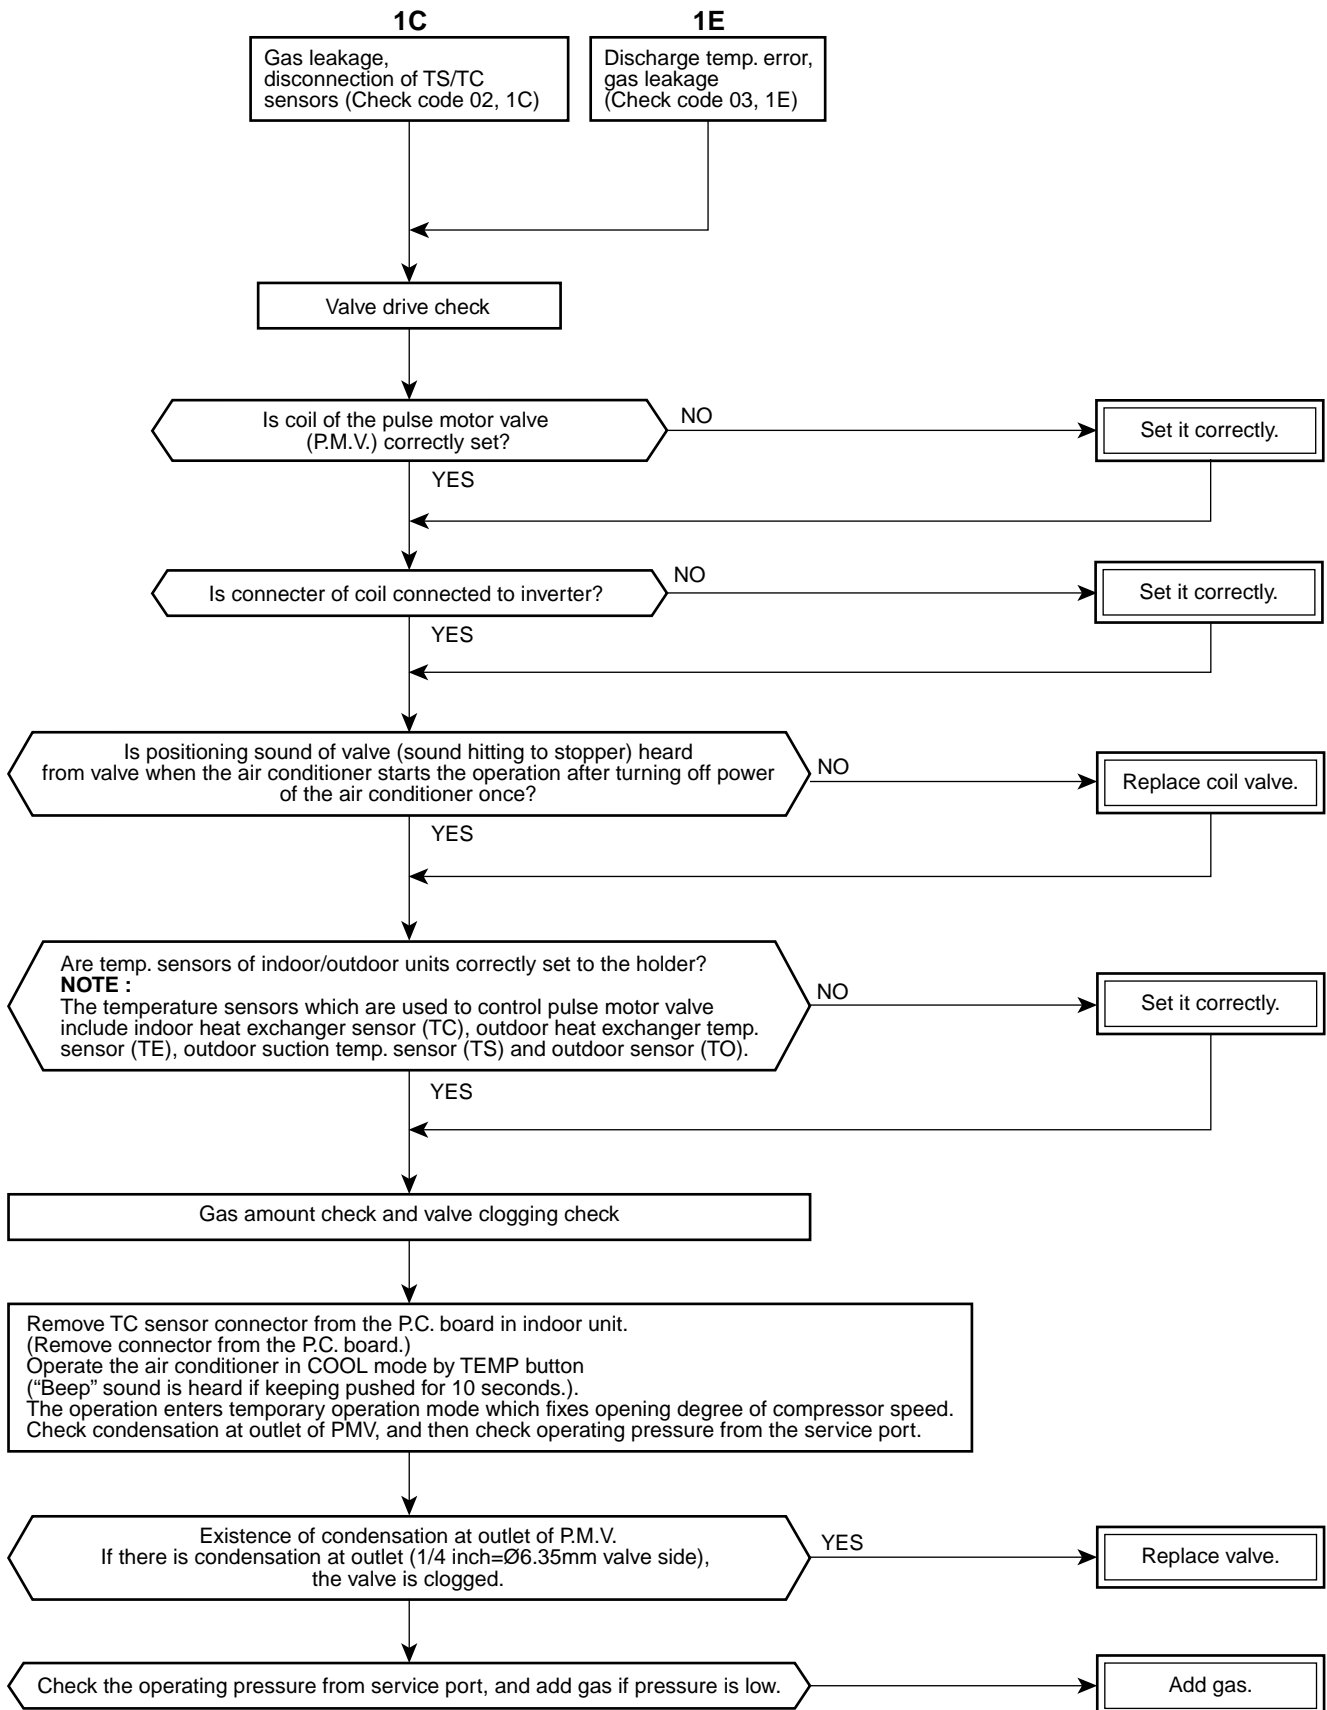 1C
Gas leakage,
disconnection of TS/TC
sensors (Check code 02, 1C)
1E
Discharge temp. error,
gas leakage
(Check code 03, 1E)
Valve drive check
Is coil of the pulse motor valve
(P.M.V.) correctly set?
NO
Set it correctly.
YES
Is connecter of coil connected to inverter?
NO
Set it correctly.
YES
Is positioning sound of valve (sound hitting to stopper) heard
from valve when the air conditioner starts the operation after turning off power
of the air conditioner once?
NO
Replace coil valve.
YES
Are temp. sensors of indoor/outdoor units correctly set to the holder?
NOTE :
The temperature sensors which are used to control pulse motor valve
include indoor heat exchanger sensor (TC), outdoor heat exchanger temp.
sensor (TE), outdoor suction temp. sensor (TS) and outdoor sensor (TO).
NO
Set it correctly.
YES
Gas amount check and valve clogging check
Remove TC sensor connector from the P.C. board in indoor unit.
(Remove connector from the P.C. board.)
Operate the air conditioner in COOL mode by TEMP button
(“Beep” sound is heard if keeping pushed for 10 seconds.).
The operation enters temporary operation mode which fixes opening degree of compressor speed.
Check condensation at outlet of PMV, and then check operating pressure from the service port.
Existence of condensation at outlet of P.M.V.
If there is condensation at outlet (1/4 inch=Ø6.35mm valve side),
the valve is clogged.
YES
Replace valve.
Check the operating pressure from service port, and add gas if pressure is low.
Add gas.